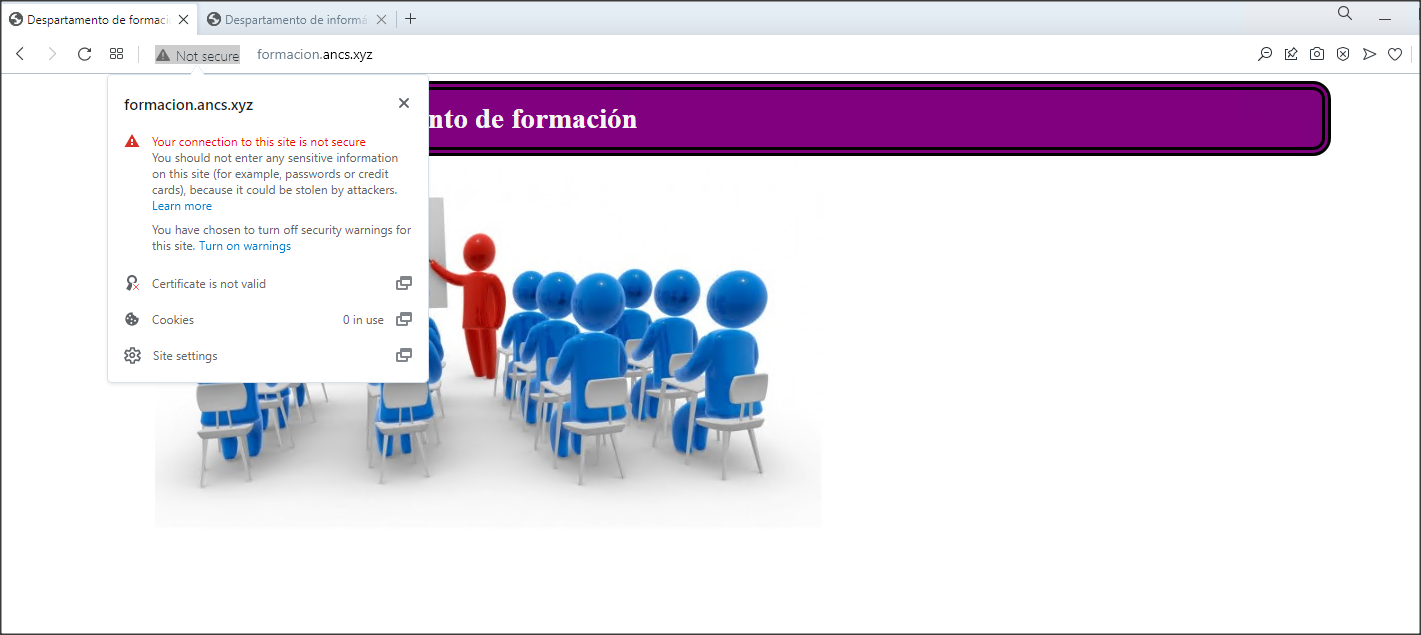 Despartamento de formaci
Despartamento de informá
Not secure
formacion.ancs.xyz
formacion.ancs.xyz
Your connection to this site is not secure
You should not enter any sensitive information
on this site (for example, passwords or credit
cards), because it could be stolen by attackers.
Learn more
You have chosen to turn off security warnings for
this site. Turn on warnings
Certificate is not valid
Cookies
0 in use
Site settings
nto de formación